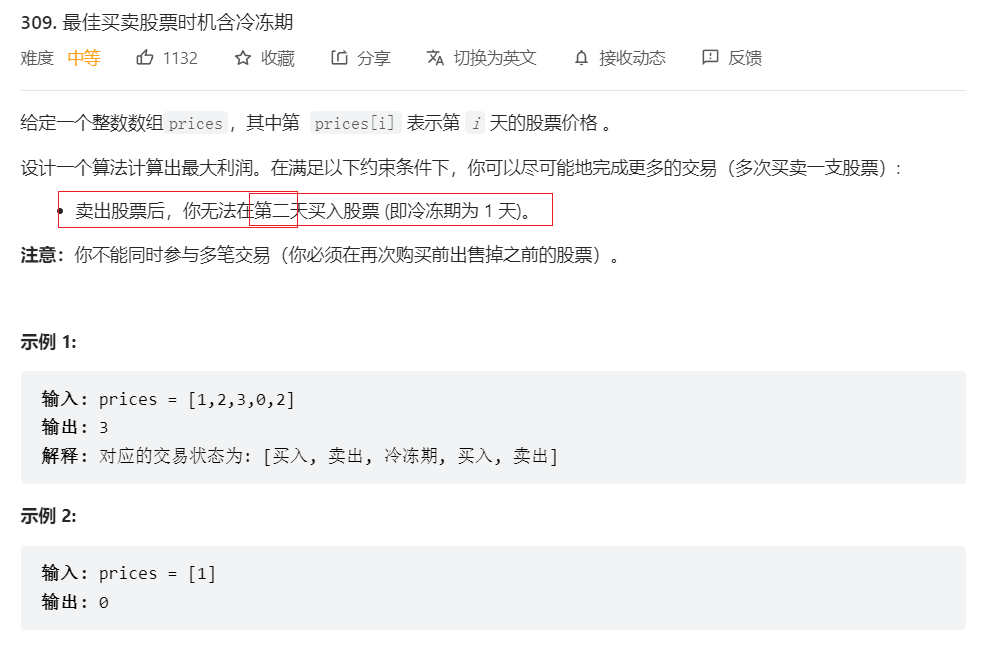 309. 最佳买卖股票时机含冷冻期
难度 中等 1132 收藏 分享 切换为英文 接收动态 反馈
给定一个整数数组 prices，其中第 prices[i] 表示第 i 天的股票价格 。
设计一个算法计算出最大利润。在满足以下约束条件下，你可以尽可能地完成更多的交易（多次买卖一支股票）：
• 卖出股票后，你无法在第二天买入股票 (即冷冻期为 1 天)。
注意：你不能同时参与多笔交易（你必须在再次购买前出售掉之前的股票）。
示例 1:
输入: prices = [1,2,3,0,2]
输出: 3
解释: 对应的交易状态为: [买入, 卖出, 冷冻期, 买入, 卖出]
示例 2:
输入: prices = [1]
输出: 0